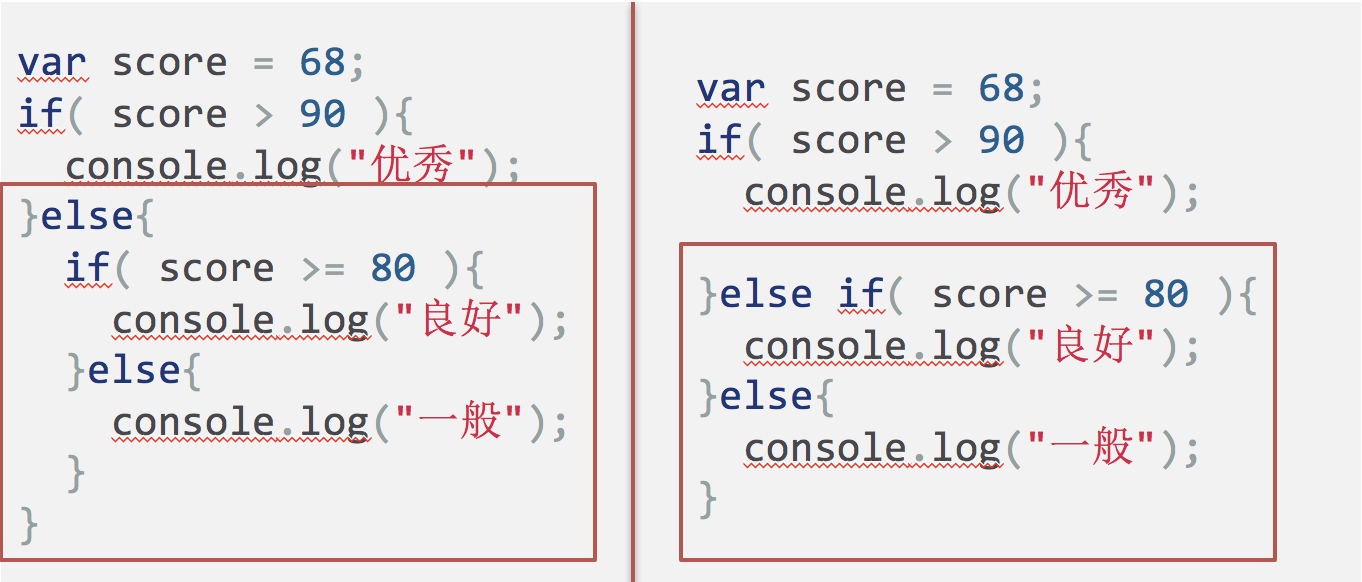 var score = 68;
if( score > 90 ){
  console.log("优秀");
}else{
  if( score >= 80 ){
    console.log("良好");
  }else{
    console.log("一般");
  }
}
var score = 68;
if( score > 90 ){
  console.log("优秀");
}else if( score >= 80 ){
  console.log("良好");
}else{
  console.log("一般");
}